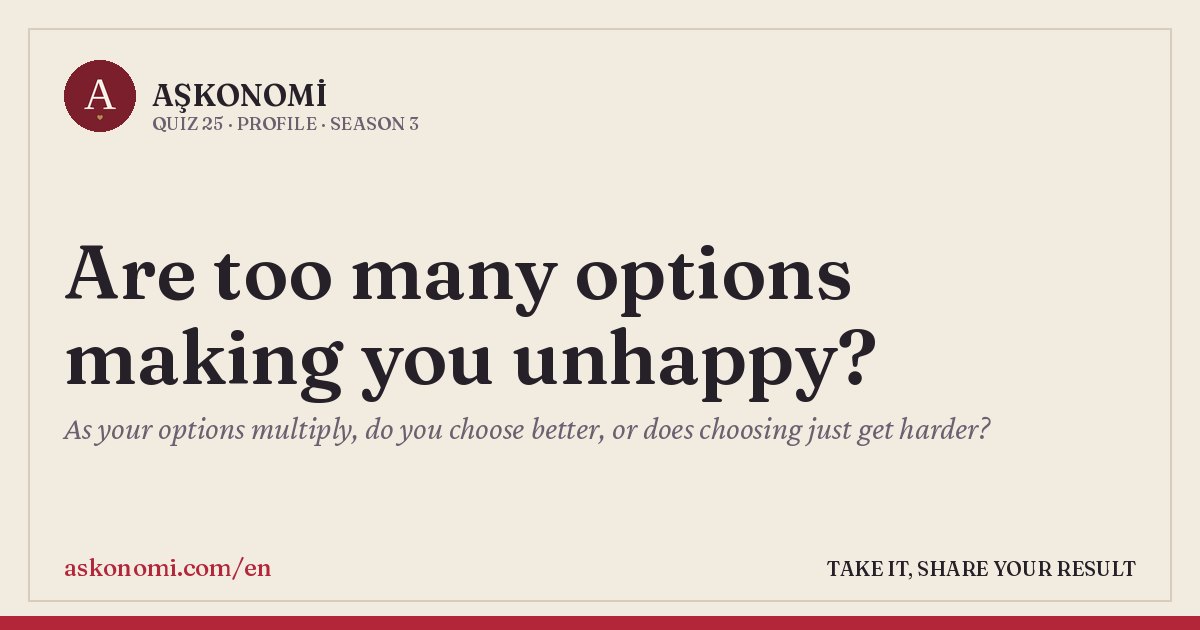 A
AŞKONOMİ
QUIZ 25 · PROFILE · SEASON 3
Are too many options
making you unhappy?
As your options multiply, do you choose better, or does choosing just get harder?
askonomi.com/en
TAKE IT, SHARE YOUR RESULT